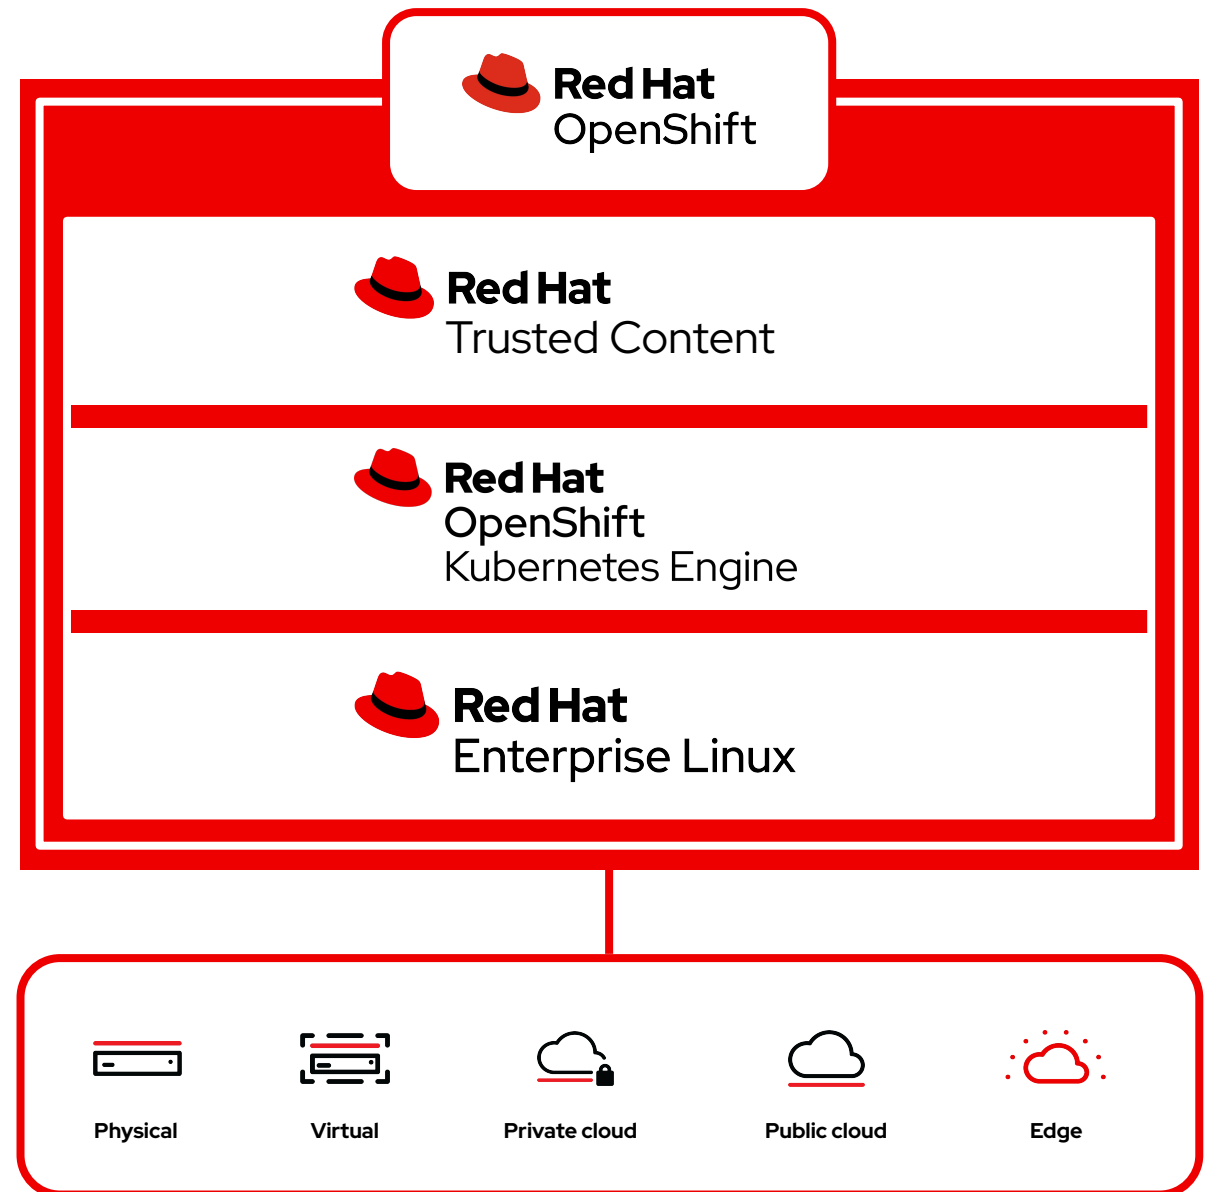 Red Hat
OpenShift
Red Hat
Trusted Content
Red Hat
OpenShift
Kubernetes Engine
Red Hat
Enterprise Linux
Physical
Virtual
Private cloud
Public cloud
Edge